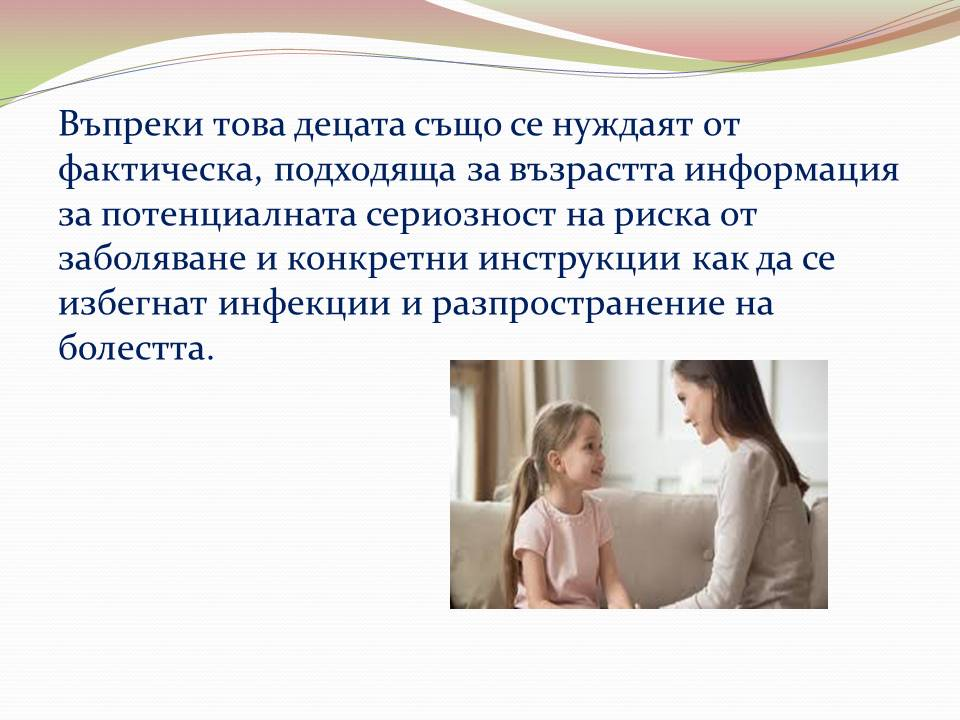 Въпреки това децата също се нуждаят от
фактическа, подходяща за възрастта информация
за потенциалната сериозност на риска от
заболяване и конкретни инструкции как да се
избегнат инфекции и разпространение на
болестта.